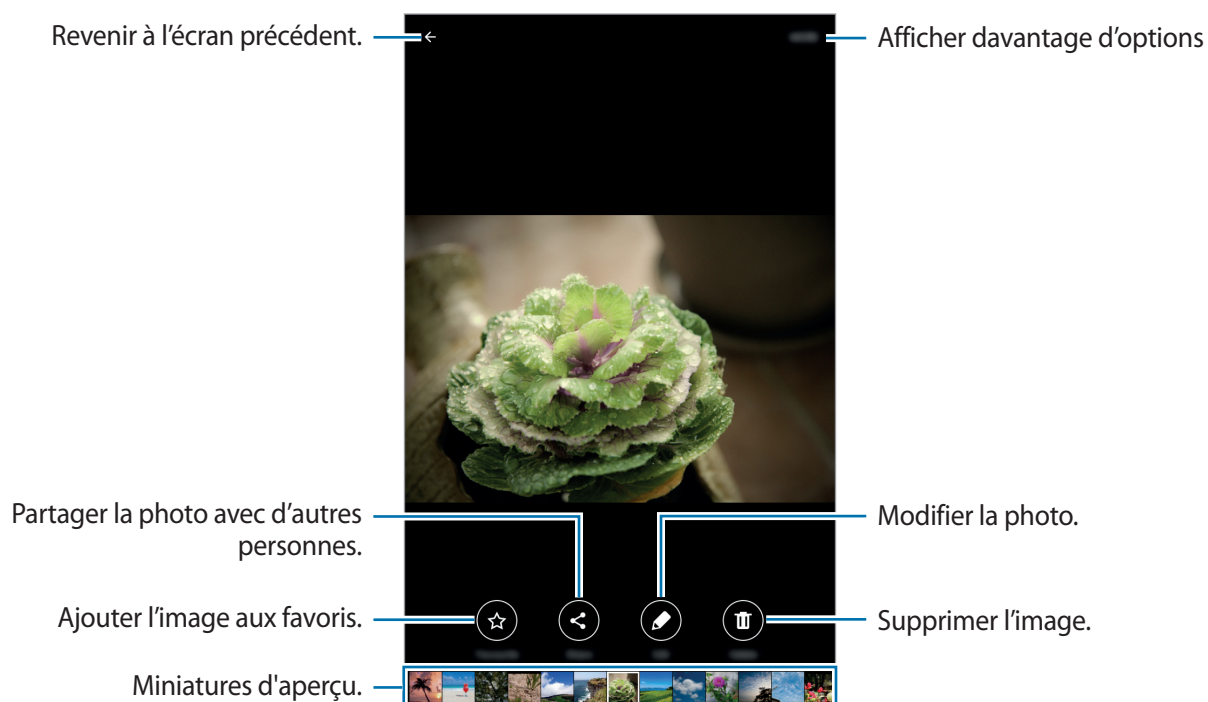 Revenir à l’écran précédent.
Afficher davantage d’options
Partager la photo avec d’autres
personnes.
Modifier la photo.
Ajouter l’image aux favoris.
Supprimer l’image.
Miniatures d'aperçu.